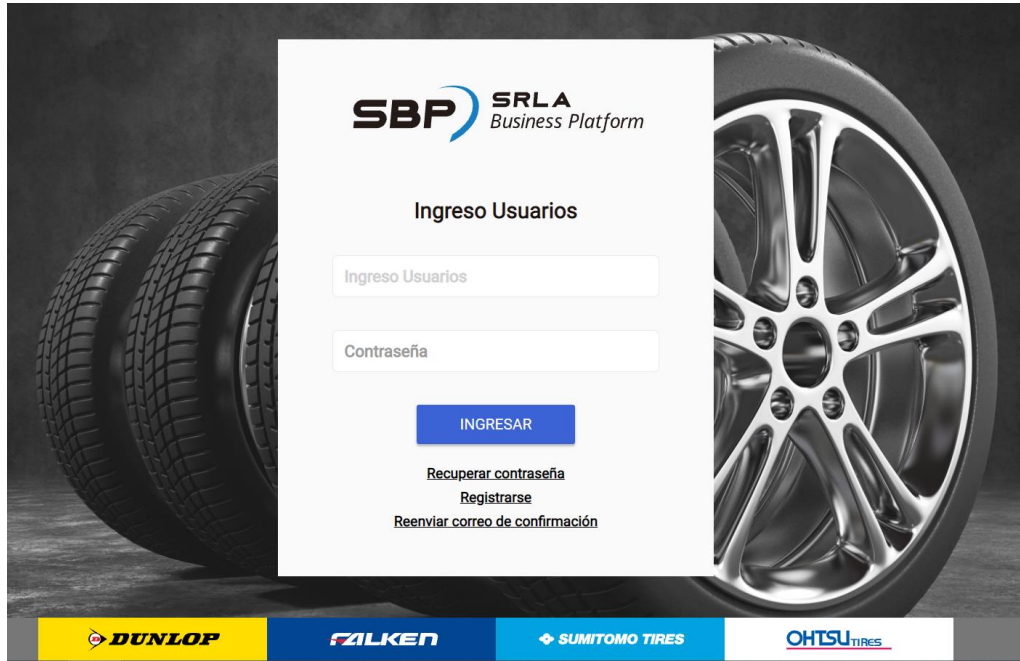 SBP SRLA
Business Platform
Ingreso Usuarios
Ingreso Usuarios
Contraseña
INGRESAR
Recuperar contraseña
Registrarse
Reenviar correo de confirmación
DUNLOP
FALKEN
SUMITOMO TIRES
OHTSU TIRES